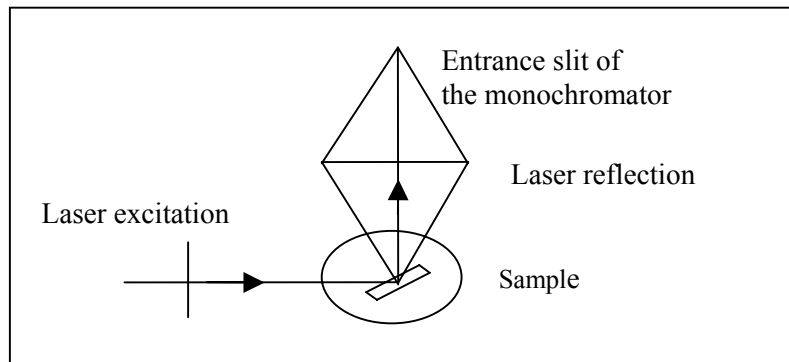 Entrance slit of
the monochromator
Laser reflection
Laser excitation
Sample